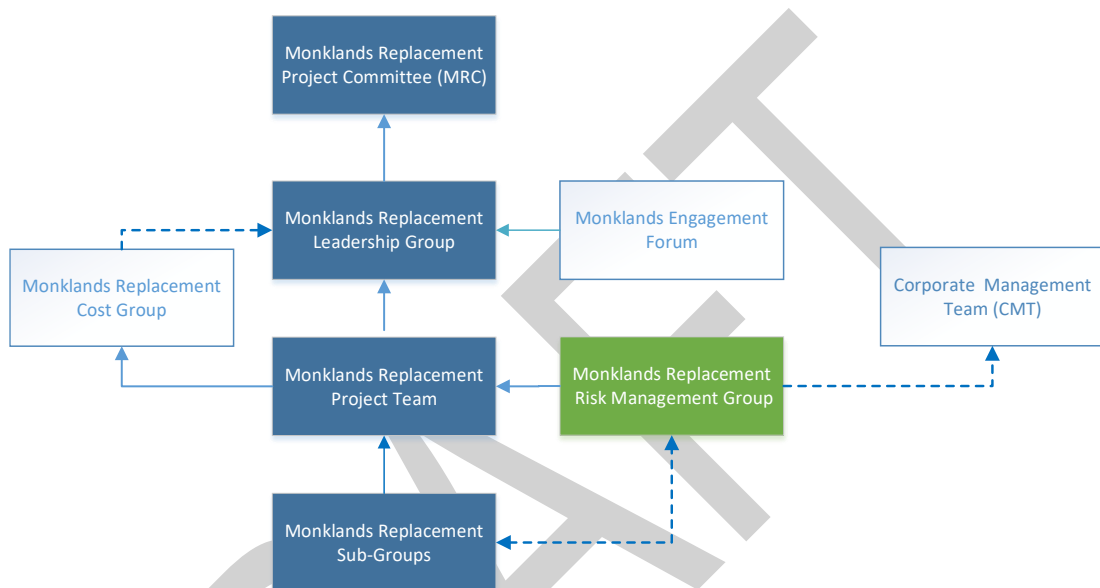 Monklands Replacement
Project Committee (MRC)
Monklands Replacement
Leadership Group
Monklands Engagement
Forum
Monklands Replacement
Cost Group
Corporate Management
Team (CMT)
Monklands Replacement
Project Team
Monklands Replacement
Risk Management Group
Monklands Replacement
Sub-Groups